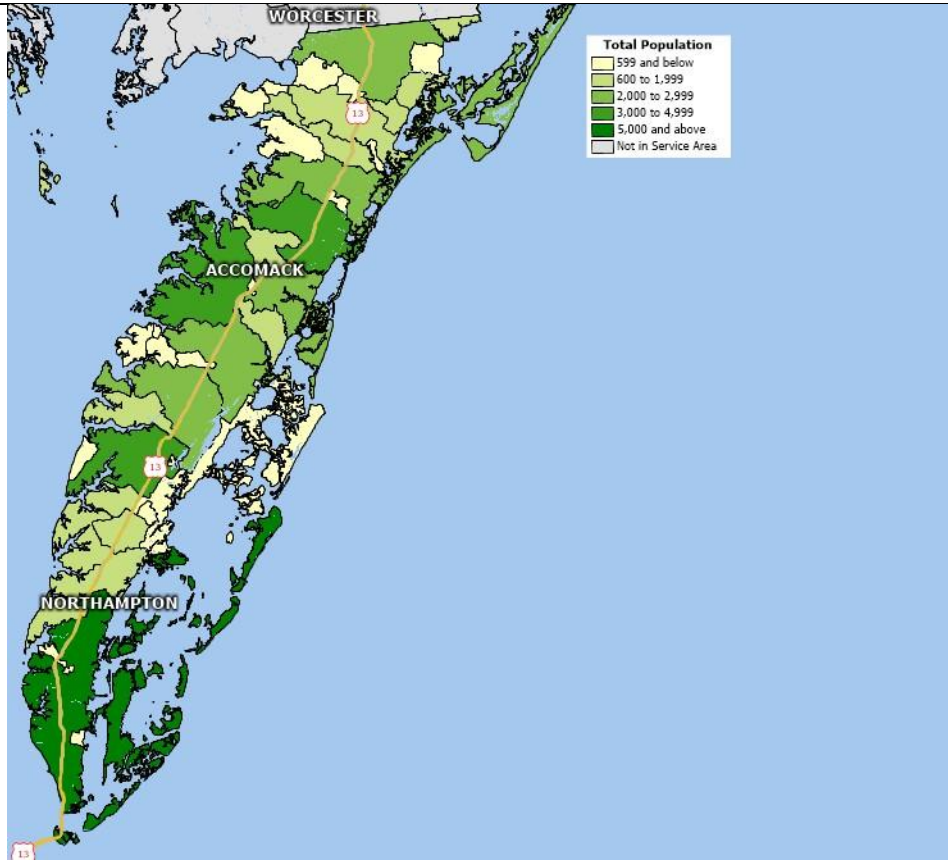 WORCESTER
Total Population
599 and below
600 to 1,999
2,000 to 2,999
3,000 to 4,999
5,000 and above
Not in Service Area
13
ACCOMACK
13
NORTHAMPTON
13